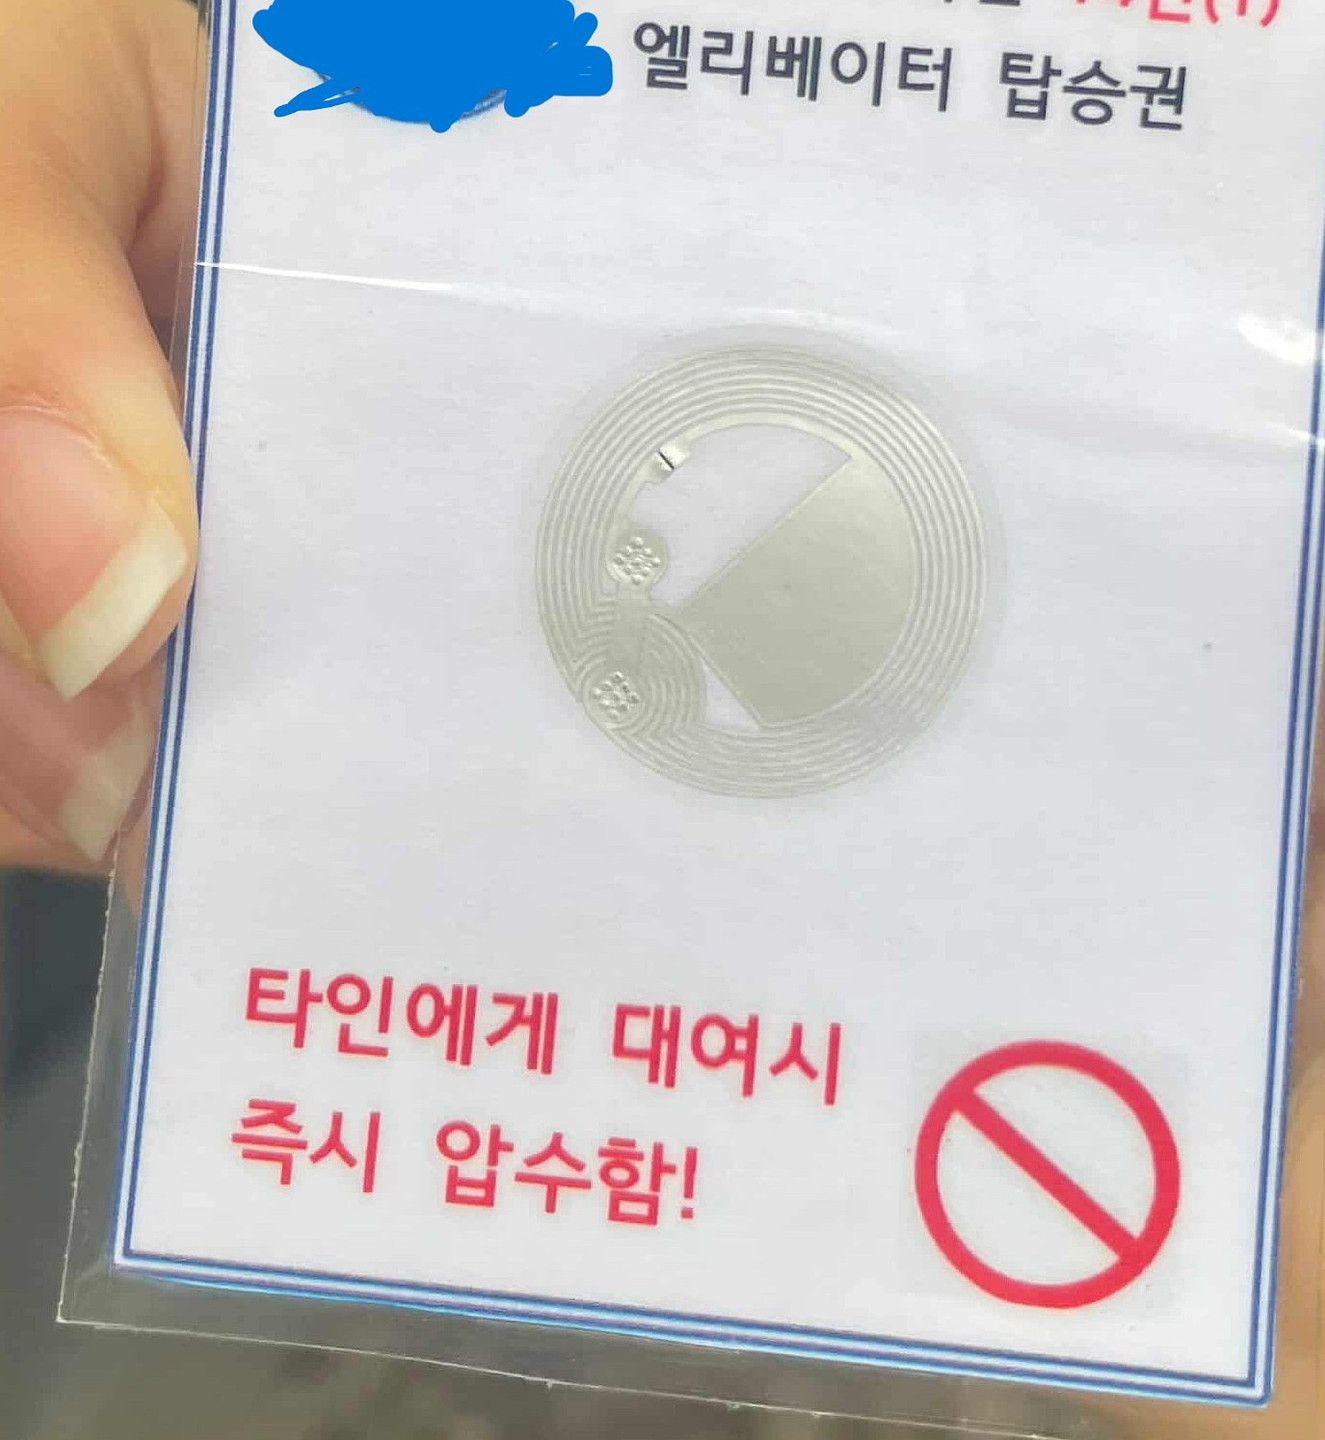 엘리베이터 탑승권
타인에게 대여시
즉시 압수함!